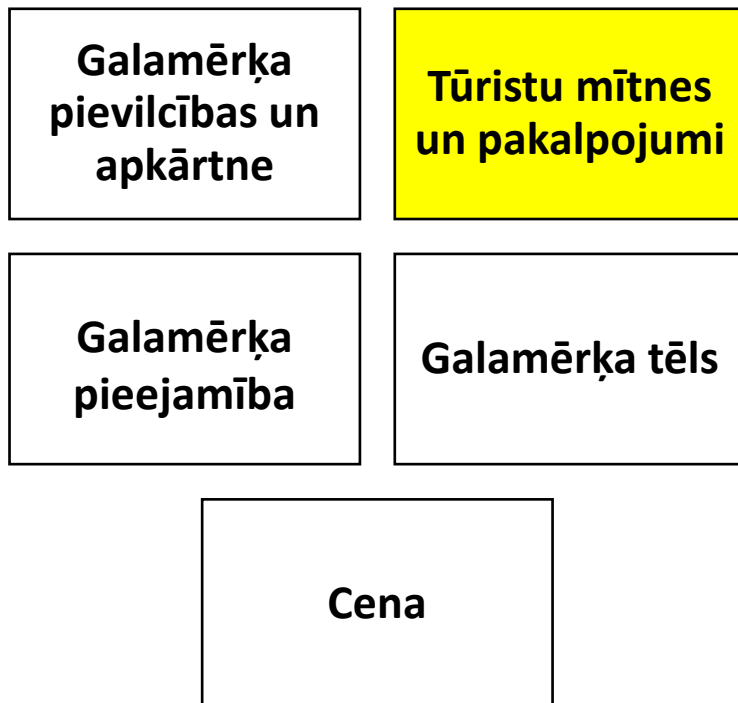 Galamērķa
pievilcības un
apkārtne
Tūristu mītnes
un pakalpojumi
Galamērķa
pieejamība
Galamērķa tēls
Cena